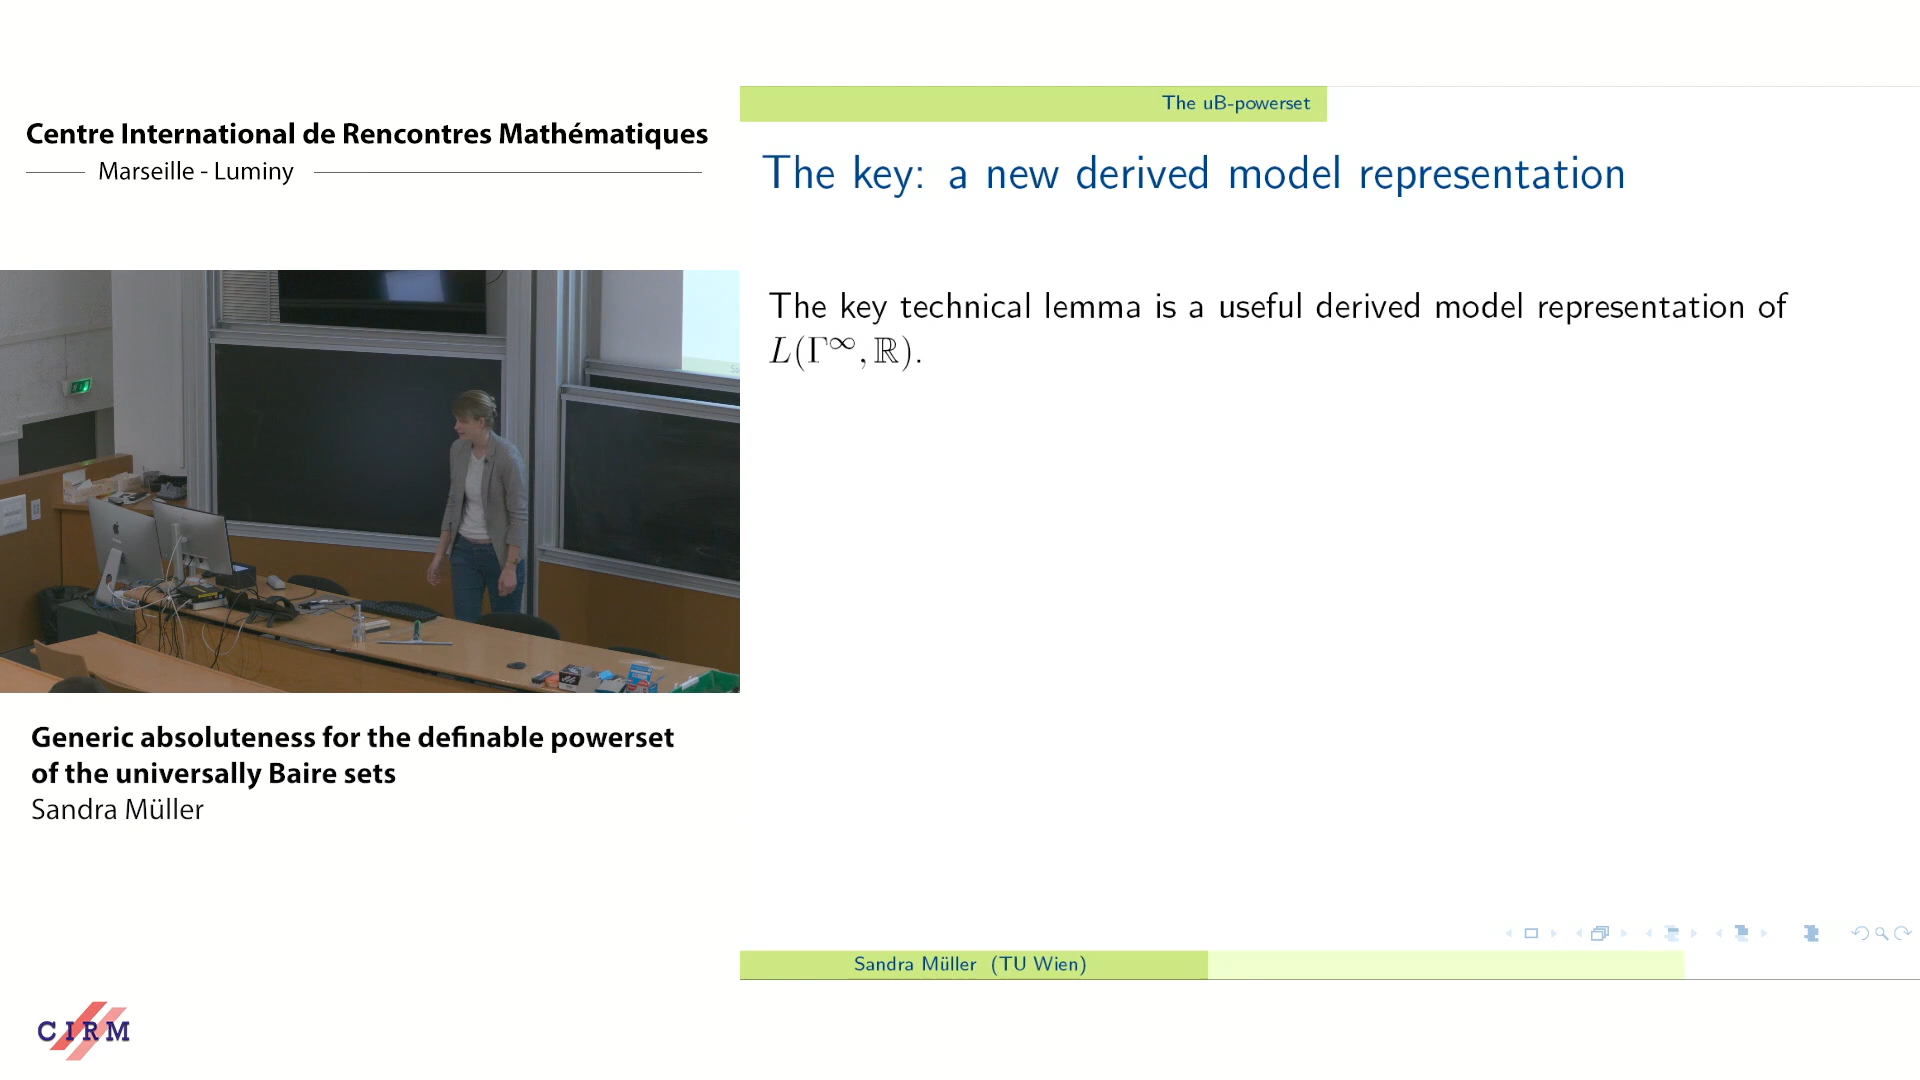 Centre International de Rencontres Mathématiques
Marseille - Luminy
Generic absoluteness for the definable powerset
of the universally Baire sets
Sandra Müller
CIRM
The uB-powerset
The key: a new derived model representation
The key technical lemma is a useful derived model representation of
L(Γ^∞, ℝ).
Sandra Müller (TU Wien)